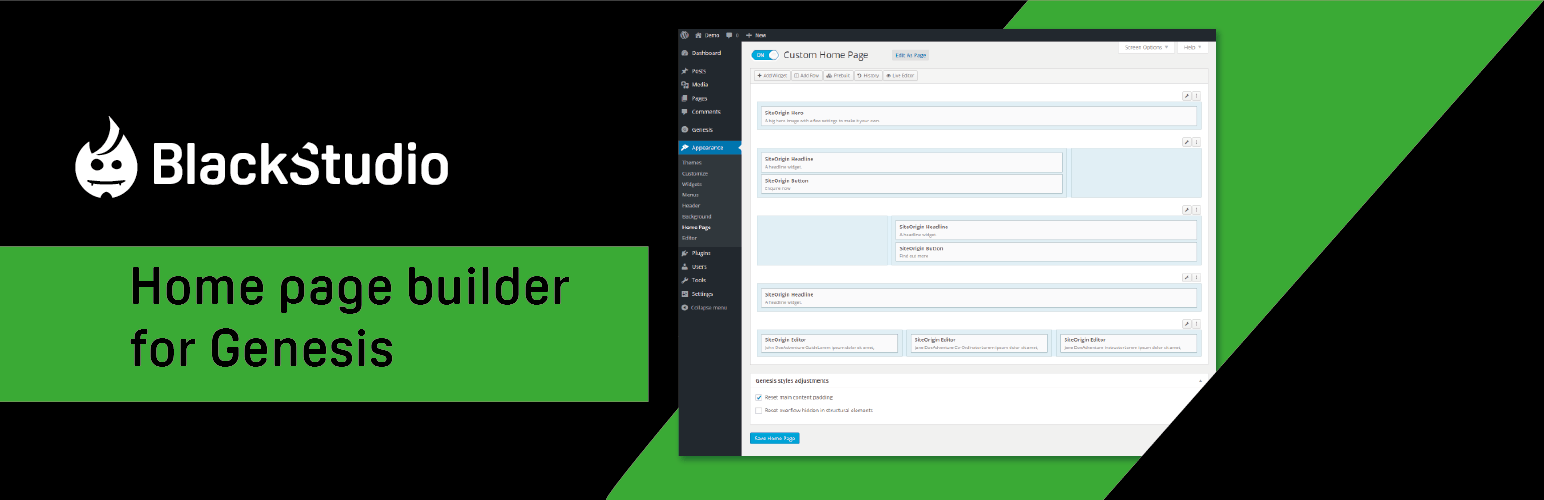 BlackStudio
Home page builder
for Genesis
Demo 0 New
Dashboard
Posts
Media
Pages
Comments
Genesis
Appearance
Themes
Customize
Widgets
Menus
Header
Background
Home Page
Editor
Plugins
Users
Tools
Settings
Collapse menu
Screen Options Help
ON Custom Home Page Edit As Page
Add Widget Add Row Prebuilt History Live Editor
SiteOrigin Hero
A big hero image with a few settings to make it your own.
SiteOrigin Headline
A headline widget.
SiteOrigin Button
Enquire now
SiteOrigin Headline
A headline widget.
SiteOrigin Button
Find out more
SiteOrigin Headline
A headline widget.
SiteOrigin Editor SiteOrigin Editor SiteOrigin Editor
Genesis styles adjustments
Reset main content padding
Reset overflow hidden in structural elements
Save Home Page